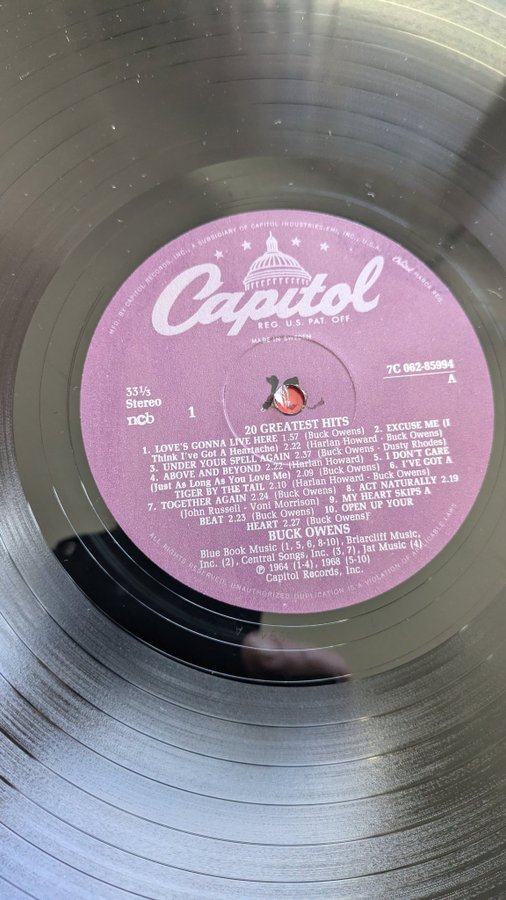 MFD. BY CAPITOL RECORDS, INC., A SUBSIDIARY OF CAPITOL INDUSTRIES-EMI, INC., U.S.A.
Capitol MARCA REG.
Capitol
REG. U.S. PAT. OFF
MADE IN SWEDEN
7C 062-85994
A
33⅓
Stereo
ncb
1
20 GREATEST HITS
1. LOVE'S GONNA LIVE HERE 1.57 (Buck Owens) 2. EXCUSE ME (I
Think I've Got A Heartache) 2.22 (Harlan Howard - Buck Owens)
3. UNDER YOUR SPELL AGAIN 2.37 (Buck Owens - Dusty Rhodes)
4. ABOVE AND BEYOND 2.22 (Harlan Howard) 5. I DON'T CARE
(Just As Long As You Love Me) 2.09 (Buck Owens) 6. I'VE GOT A
TIGER BY THE TAIL 2.10 (Harlan Howard - Buck Owens)
7. TOGETHER AGAIN 2.24 (Buck Owens) 8. ACT NATURALLY 2.19
(John Russell - Voni Morrison) 9. MY HEART SKIPS A
BEAT 2.23 (Buck Owens) 10. OPEN UP YOUR
HEART 2.27 (Buck Owens)
BUCK OWENS
Blue Book Music (1, 5, 6, 8-10), Briarcliff Music,
Inc. (2), Central Songs, Inc. (3, 7), Jat Music (4)
℗ 1964 (1-4), 1968 (5-10)
Capitol Records, Inc.
ALL RIGHTS RESERVED. UNAUTHORIZED DUPLICATION IS A VIOLATION OF APPLICABLE LAWS